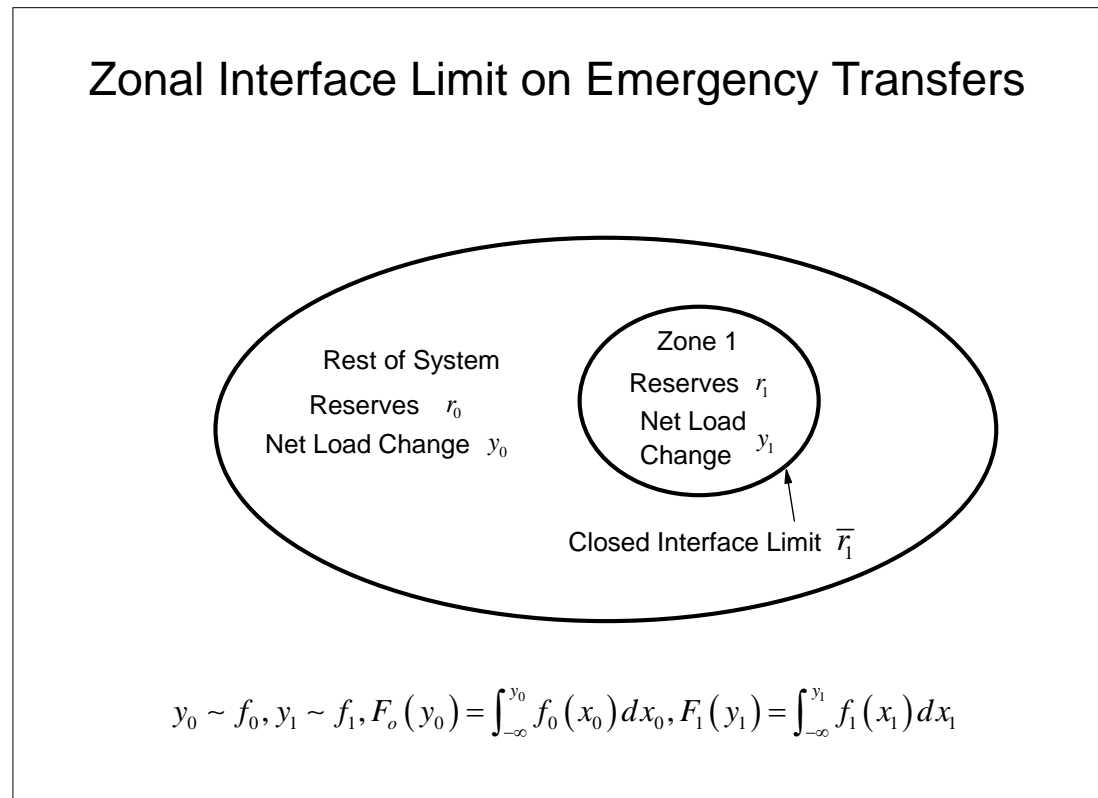 Zonal Interface Limit on Emergency Transfers
Rest of System
Reserves r₀
Net Load Change y₀
Zone 1
Reserves r₁
Net Load
Change y₁
Closed Interface Limit r̅₁
y₀ ~ f₀, y₁ ~ f₁, Fₒ(y₀) = ∫_{-∞}^{y₀} f₀(x₀)dx₀, F₁(y₁) = ∫_{-∞}^{y₁} f₁(x₁)dx₁